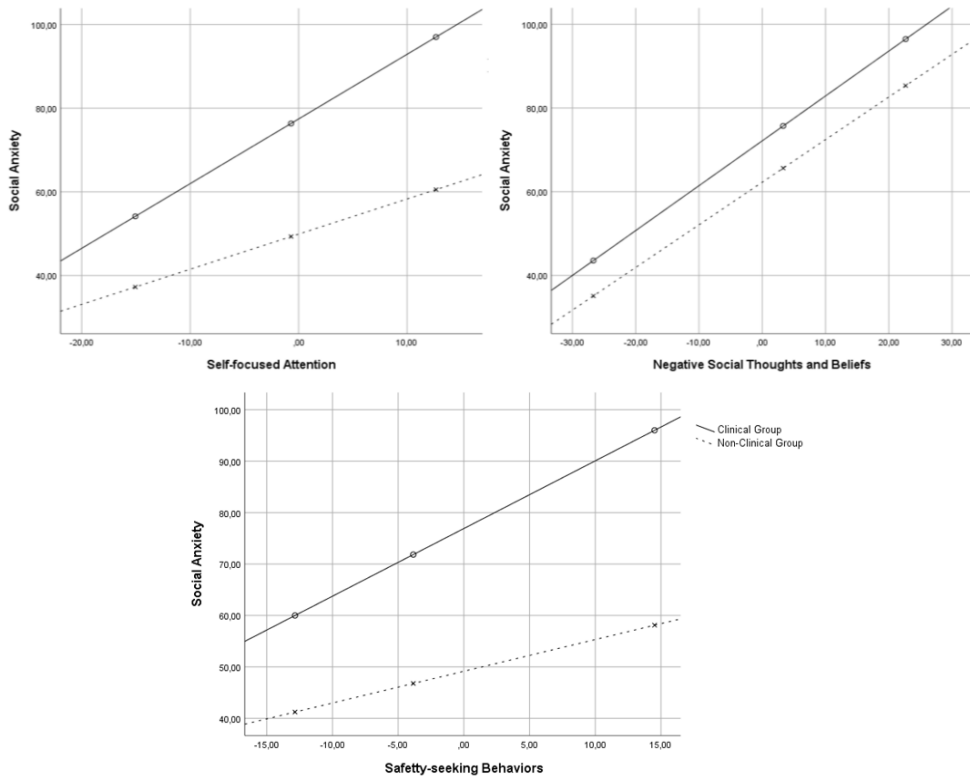 100,00
80,00
60,00
40,00
Social Anxiety
-20,00 -10,00 ,00 10,00
Self-focused Attention
100,00
80,00
60,00
40,00
Social Anxiety
-30,00 -20,00 -10,00 ,00 10,00 20,00 30,00
Negative Social Thoughts and Beliefs
100,00
90,00
80,00
70,00
60,00
50,00
40,00
Social Anxiety
-15,00 -10,00 -5,00 ,00 5,00 10,00 15,00
Safetty-seeking Behaviors
Clinical Group
Non-Clinical Group